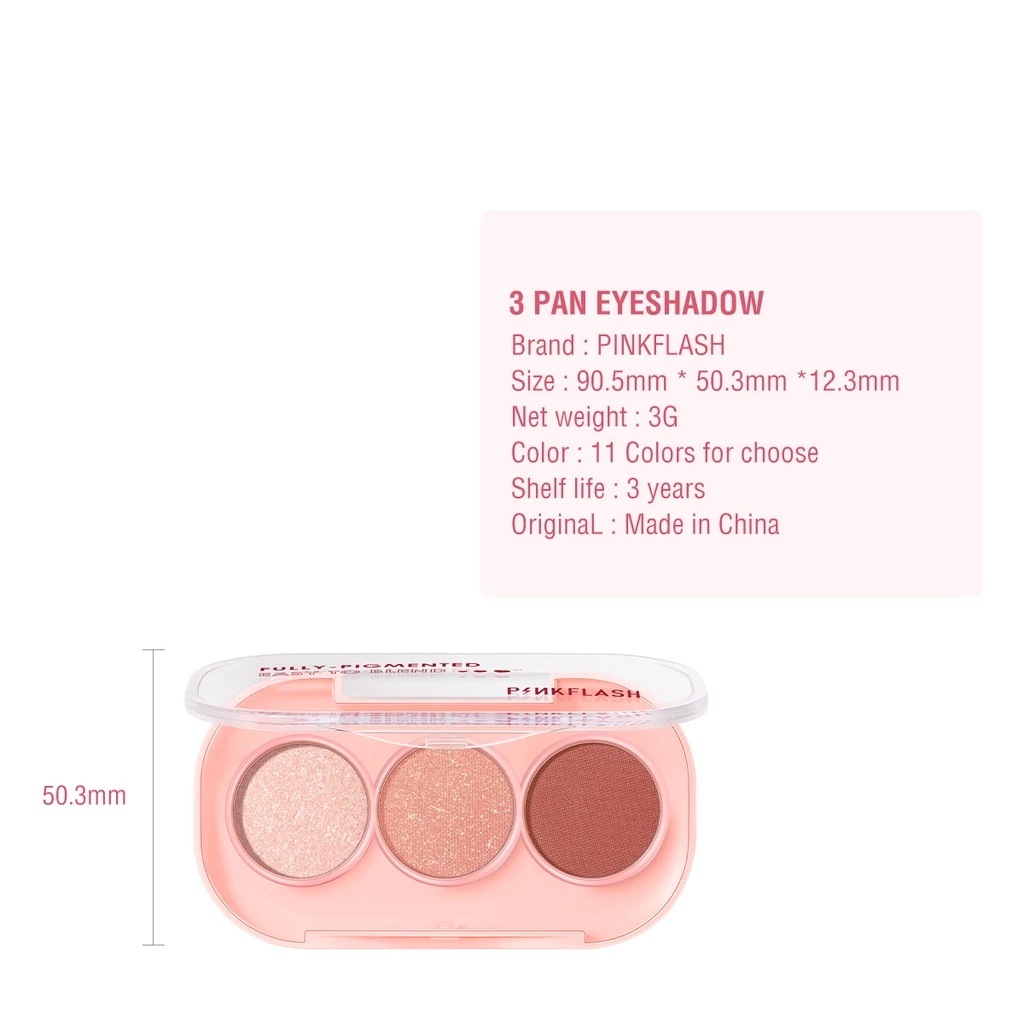 3 PAN EYESHADOW
Brand : PINKFLASH
Size : 90.5mm * 50.3mm *12.3mm
Net weight : 3G
Color : 11 Colors for choose
Shelf life : 3 years
OriginaL : Made in China
FULLY-PIGMENTED
EASY TO BLEND
PINKFLASH
50.3mm